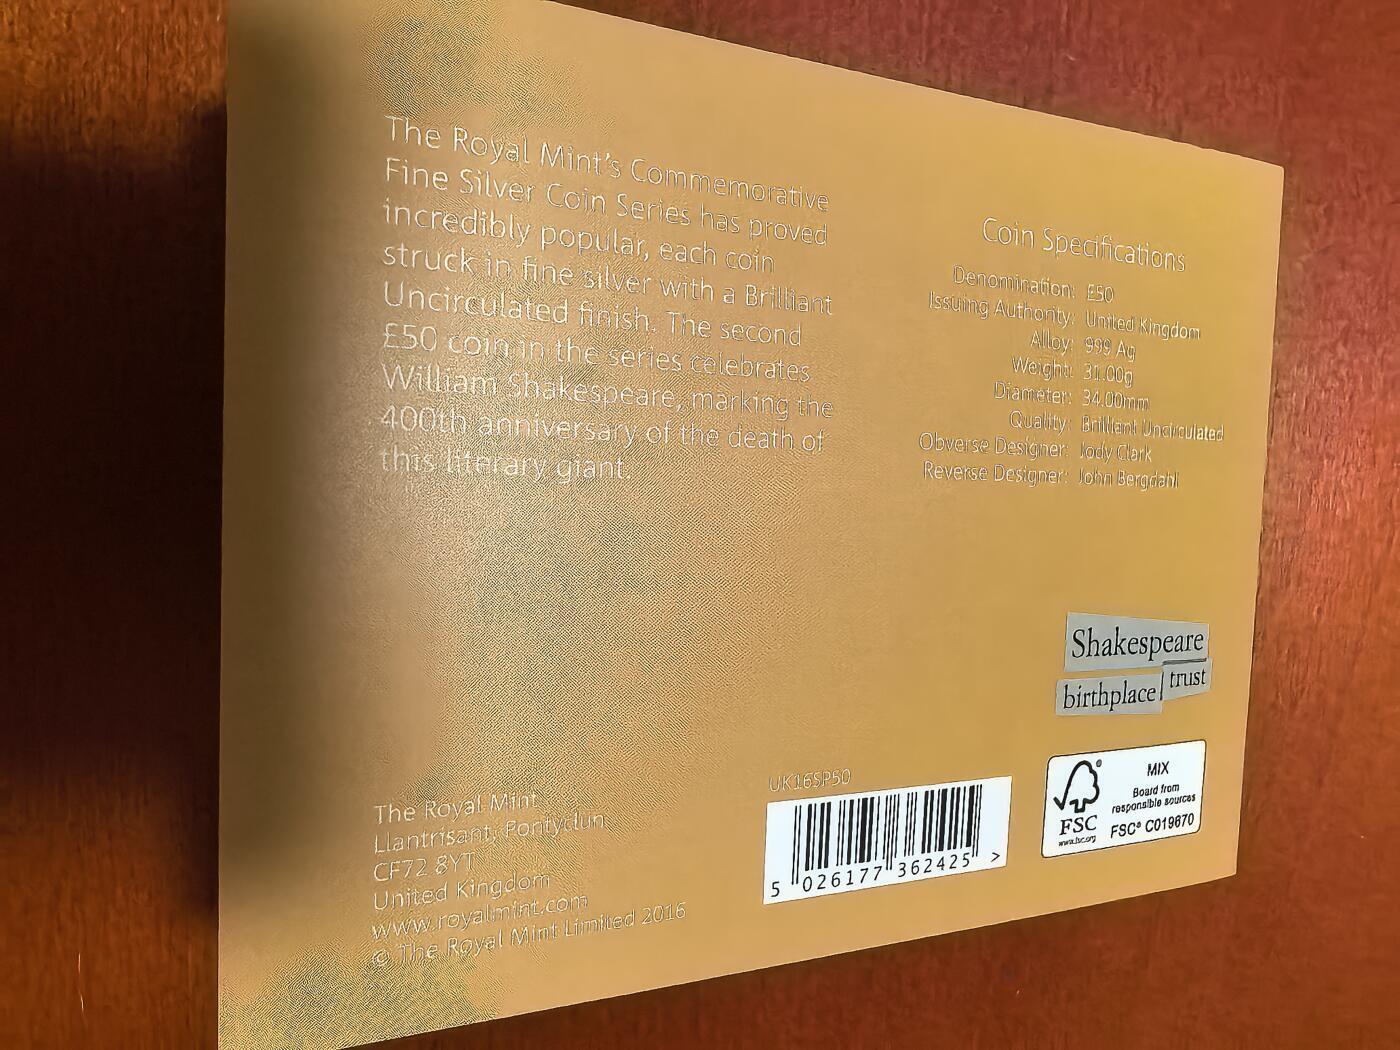 The Royal Mint's Commemorative
Fine Silver Coin Series has proved
incredibly popular, each coin
struck in fine silver with a Brilliant
Uncirculated finish. The second
£50 coin in the series celebrates
William Shakespeare, marking the
400th anniversary of the death of
this literary giant.
Coin Specifications
Denomination: £50
Issuing Authority: United Kingdom
Alloy: 999 Ag
Weight: 31.00g
Diameter: 34.00mm
Quality: Brilliant Uncirculated
Obverse Designer: Jody Clark
Reverse Designer: John Bergdahl
Shakespeare
birthplace trust
The Royal Mint
Llantrisant, Pontyclun
CF72 8YT
United Kingdom
www.royalmint.com
© The Royal Mint Limited 2016
UK16SP50
5 026177 362425 >
FSC
www.fsc.org
MIX
Board from
responsible sources
FSC® C019670